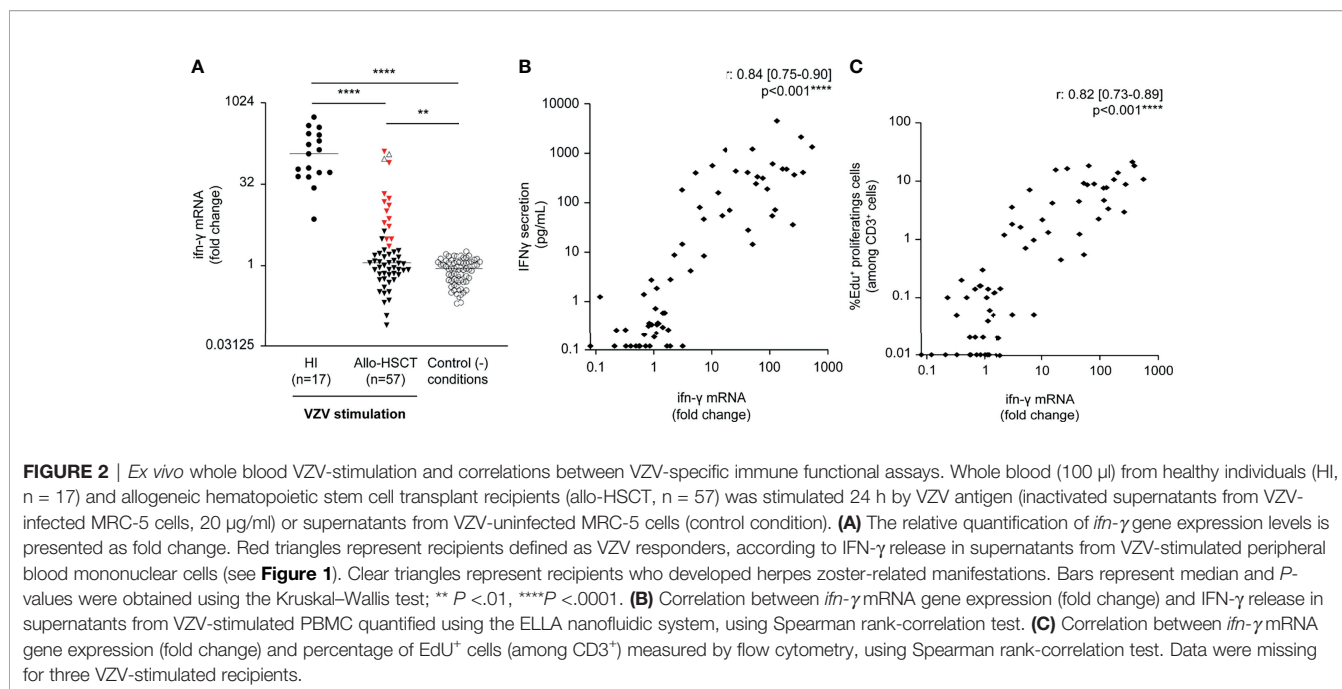 A
****
****
**
1024
32
1
0.03125
ifn-γ mRNA
(fold change)
HI
(n=17)
Allo-HSCT
(n=57)
Control (-)
conditions
VZV stimulation
B
r: 0.84 [0.75-0.90]
p<0.001****
10000
1000
100
10
1
0.1
IFNγ secretion
(pg/mL)
0.1
1
10
100
1000
ifn-γ mRNA
(fold change)
C
r: 0.82 [0.73-0.89]
p<0.001****
100
10
1
0.1
0.01
%Edu⁺ proliferatings cells
(among CD3⁺ cells)
0.1
1
10
100
1000
ifn-γ mRNA
(fold change)
FIGURE 2 | Ex vivo whole blood VZV-stimulation and correlations between VZV-specific immune functional assays. Whole blood (100 µl) from healthy individuals (HI,
n = 17) and allogeneic hematopoietic stem cell transplant recipients (allo-HSCT, n = 57) was stimulated 24 h by VZV antigen (inactivated supernatants from VZV-
infected MRC-5 cells, 20 µg/ml) or supernatants from VZV-uninfected MRC-5 cells (control condition). (A) The relative quantification of ifn-γ gene expression levels is
presented as fold change. Red triangles represent recipients defined as VZV responders, according to IFN-γ release in supernatants from VZV-stimulated peripheral
blood mononuclear cells (see Figure 1). Clear triangles represent recipients who developed herpes zoster-related manifestations. Bars represent median and P-
values were obtained using the Kruskal–Wallis test; ** P <.01, ****P <.0001. (B) Correlation between ifn-γ mRNA gene expression (fold change) and IFN-γ release in
supernatants from VZV-stimulated PBMC quantified using the ELLA nanofluidic system, using Spearman rank-correlation test. (C) Correlation between ifn-γ mRNA
gene expression (fold change) and percentage of EdU⁺ cells (among CD3⁺) measured by flow cytometry, using Spearman rank-correlation test. Data were missing
for three VZV-stimulated recipients.